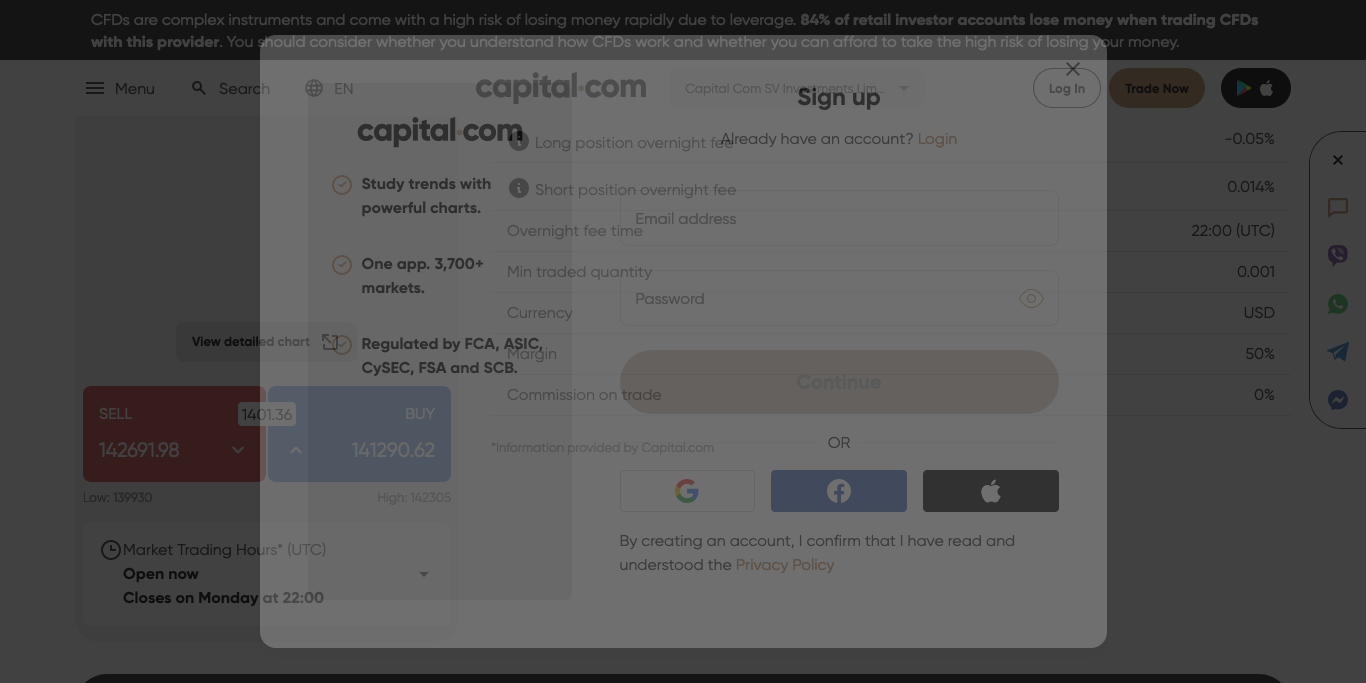 CFDs are complex instruments and come with a high risk of losing money rapidly due to leverage. 84% of retail investor accounts lose money when trading CFDs
with this provider. You should consider whether you understand how CFDs work and whether you can afford to take the high risk of losing your money.
Menu
Search
EN
capital.com
Capital Com SV Investments Lim...
Log In
Trade Now
Sign up
Already have an account? Login
capital.com
Study trends with
powerful charts.
One app. 3,700+
markets.
Regulated by FCA, ASIC,
CySEC, FSA and SCB.
Email address
Password
Continue
OR
By creating an account, I confirm that I have read and
understood the Privacy Policy
Long position overnight fee
-0.05%
Short position overnight fee
0.014%
Overnight fee time
22:00 (UTC)
Min traded quantity
0.001
Currency
USD
Margin
50%
Commission on trade
0%
*Information provided by Capital.com
View detailed chart
SELL
142691.98
1401.36
BUY
141290.62
Low: 139930
High: 142305
Market Trading Hours* (UTC)
Open now
Closes on Monday at 22:00